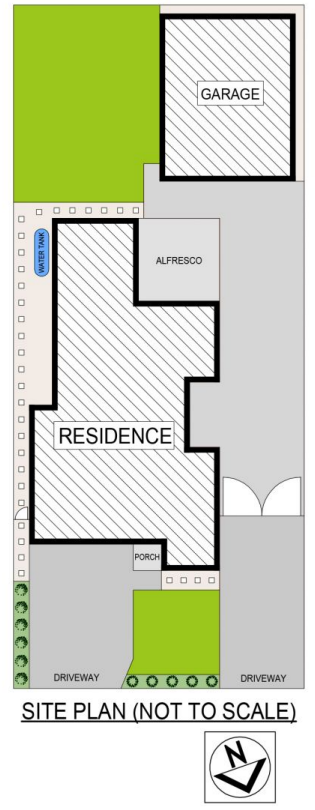 GARAGE
WATER TANK
ALFRESCO
RESIDENCE
PORCH
DRIVEWAY
DRIVEWAY
SITE PLAN (NOT TO SCALE)
N